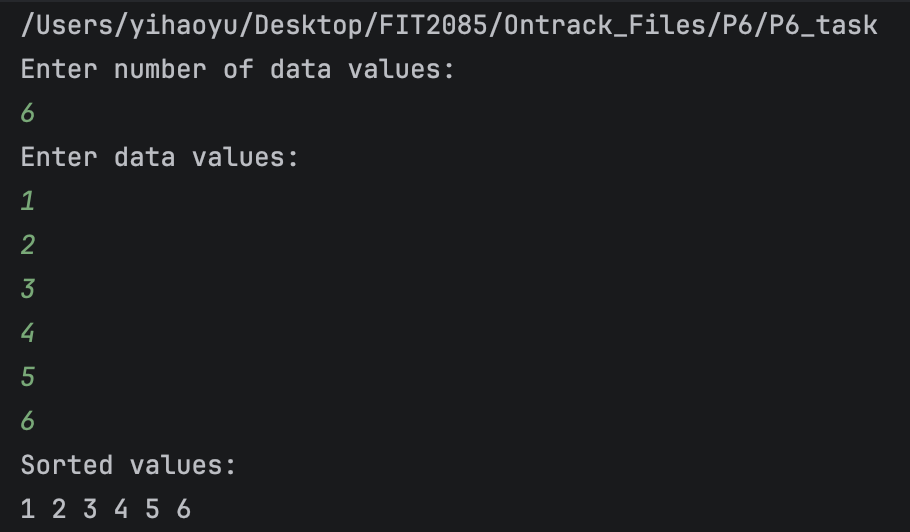 /Users/yihaoyu/Desktop/FIT2085/Ontrack_Files/P6/P6_task
Enter number of data values:
6
Enter data values:
1
2
3
4
5
6
Sorted values:
1 2 3 4 5 6